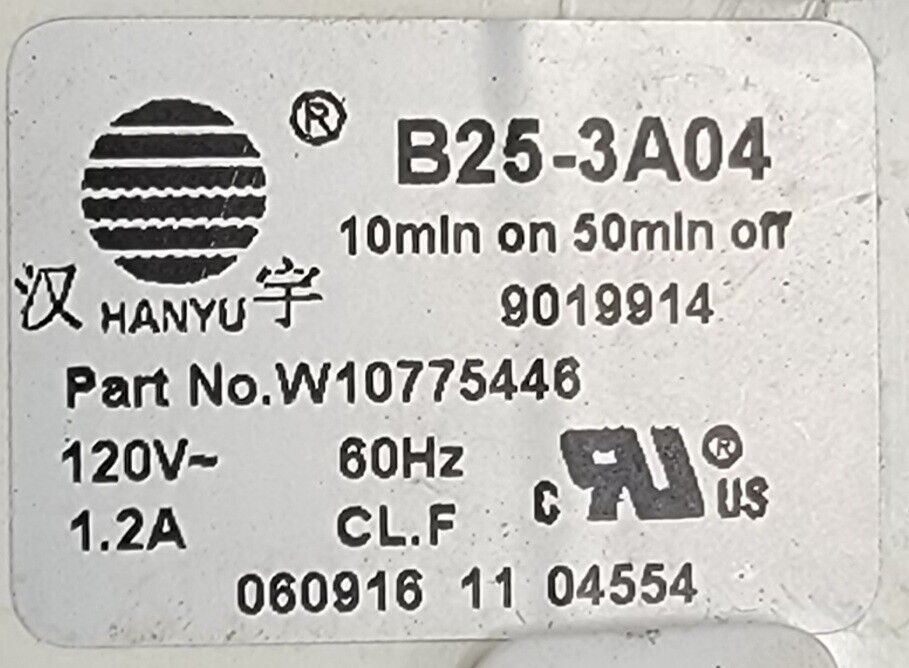 ®
B25-3A04
10mIn on 50mIn off
汉 HANYU 宇
9019914
Part No.W10775446
120V~ 60Hz
1.2A CL.F
c RU ® US
060916 11 04554